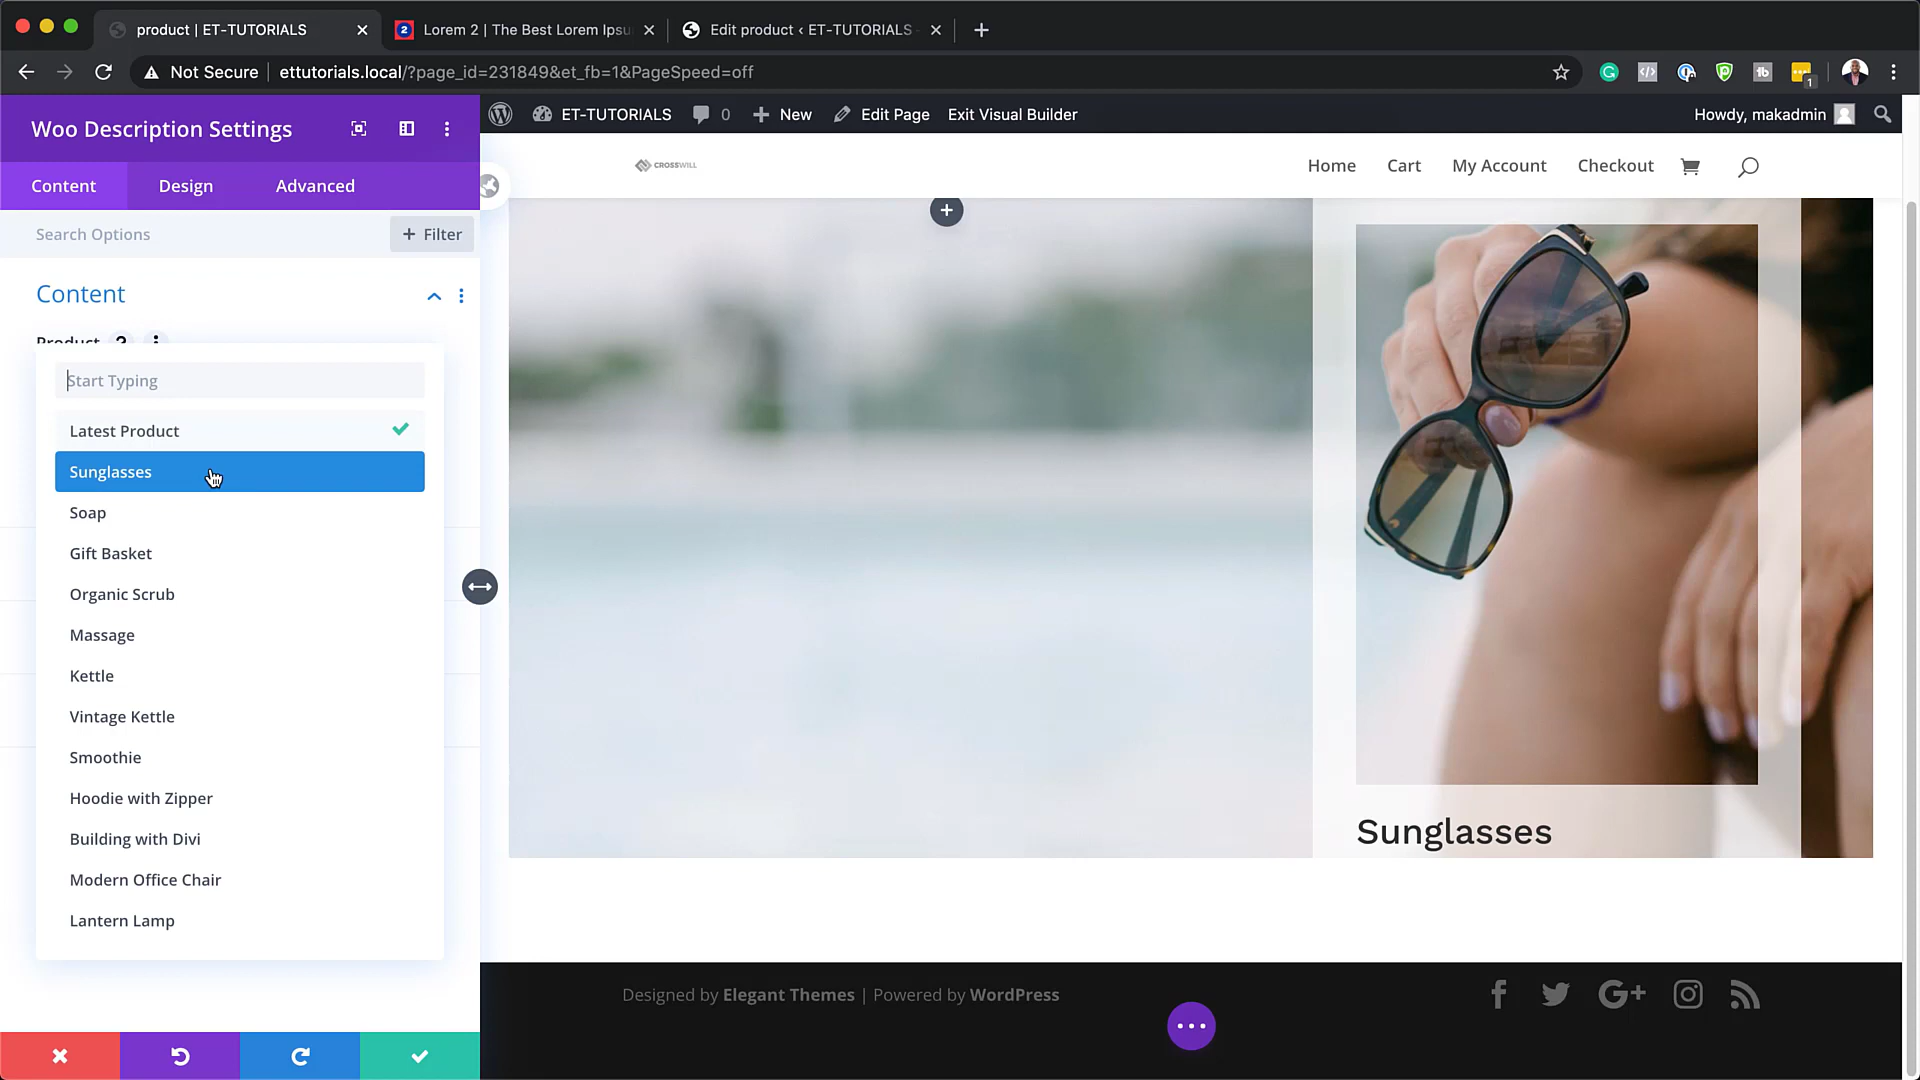 product | ET-TUTORIALS
2
Lorem 2 | The Best Lorem Ipsu
Edit product ‹ ET-TUTORIALS
Not Secure
ettutorials.local/?page_id=231849&et_fb=1&PageSpeed=off
1
Woo Description Settings
ET-TUTORIALS
0
New
Edit Page
Exit Visual Builder
Howdy, makadmin
Content
Design
Advanced
CROSSWILL
Home
Cart
My Account
Checkout
Search Options
+ Filter
Content
Product
Start Typing
Latest Product
Sunglasses
Soap
Gift Basket
Organic Scrub
Massage
Kettle
Vintage Kettle
Smoothie
Hoodie with Zipper
Building with Divi
Modern Office Chair
Lantern Lamp
Sunglasses
Designed by Elegant Themes | Powered by WordPress